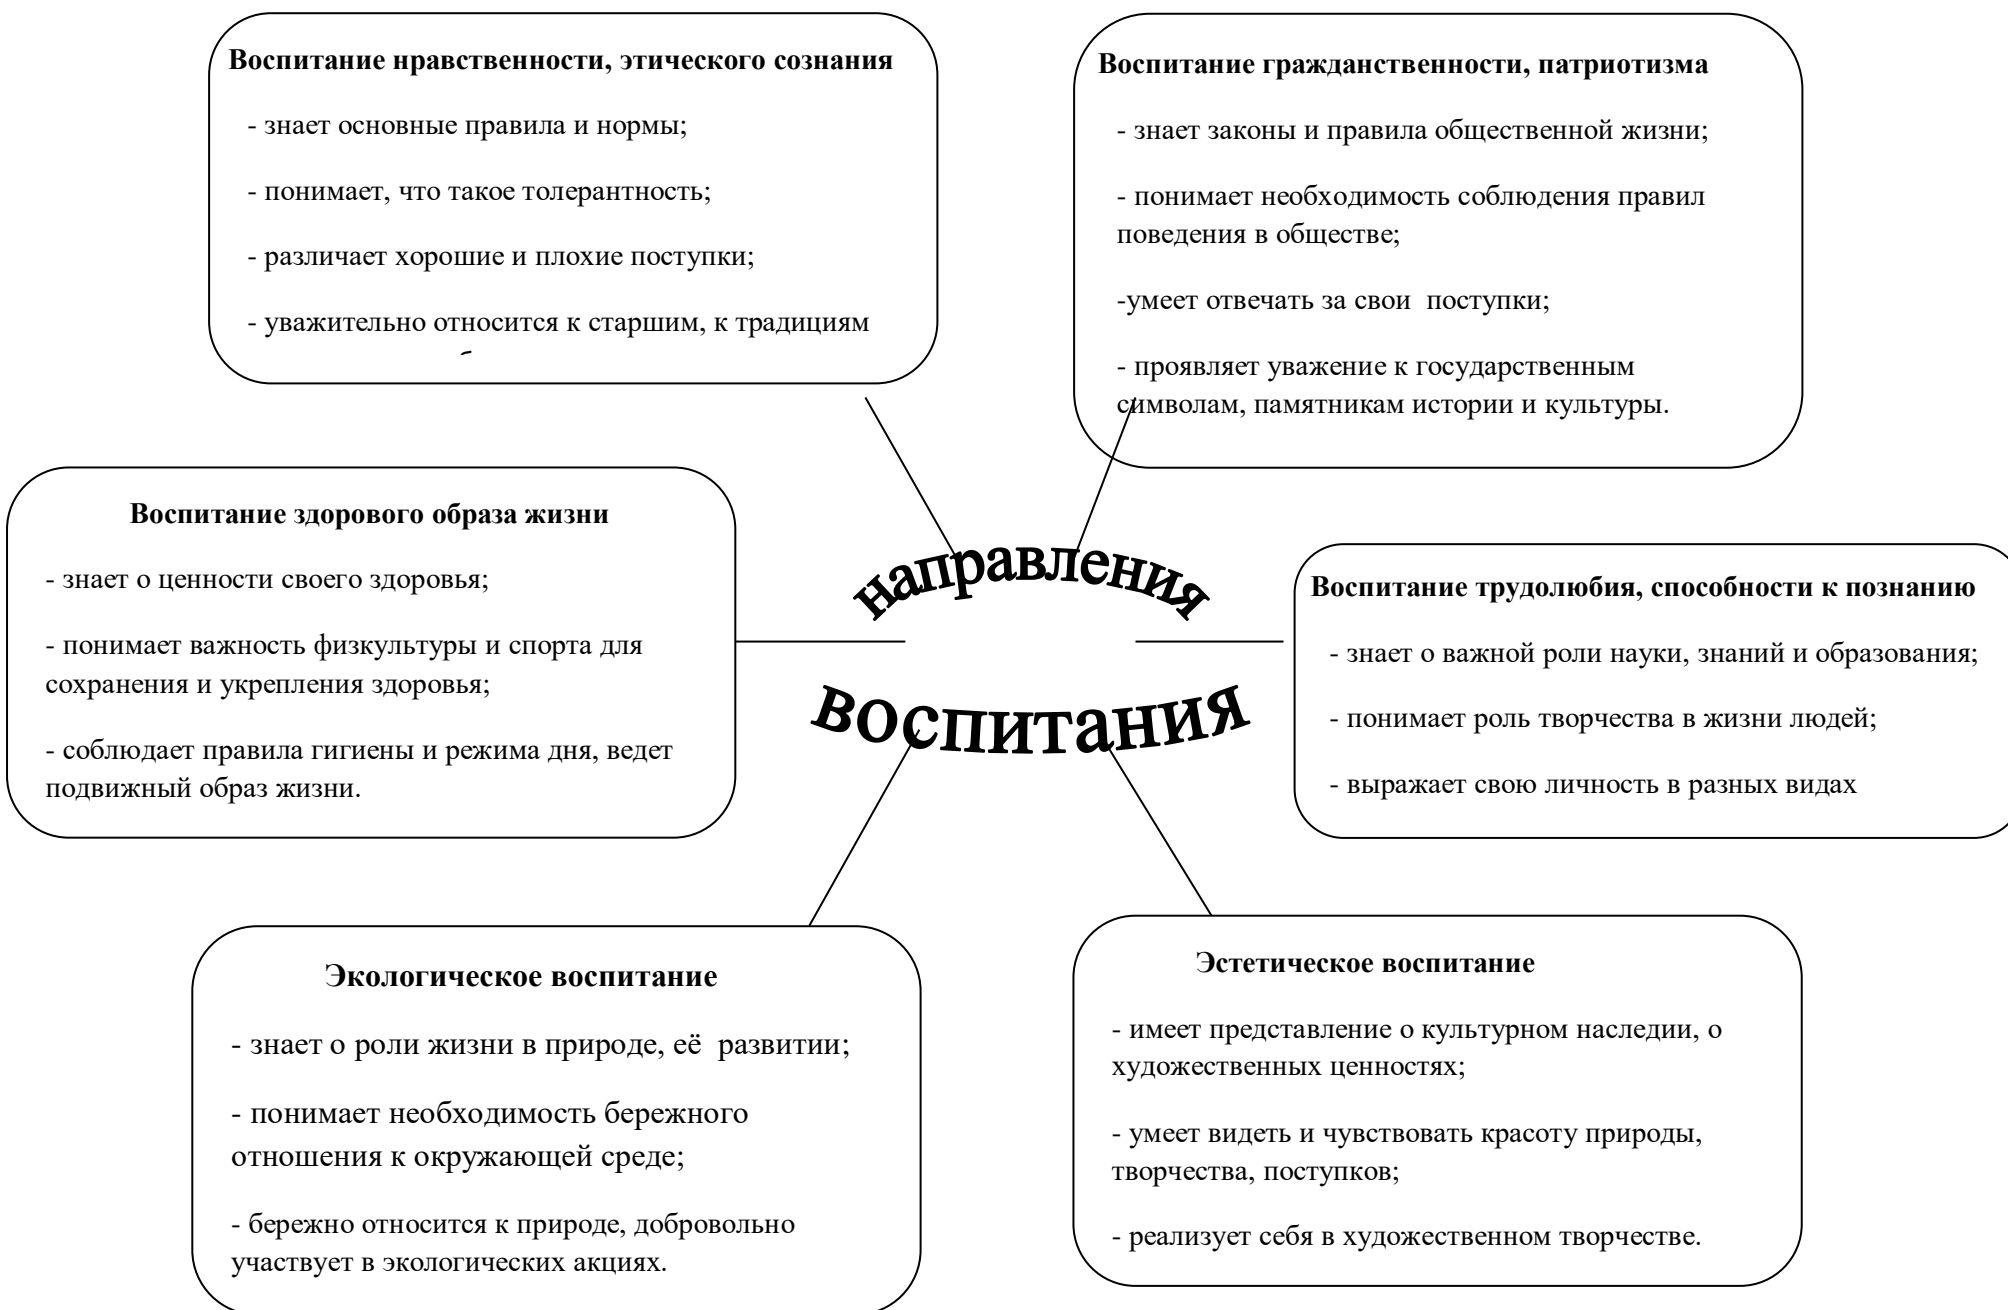 Воспитание нравственности, этического сознания
- знает основные правила и нормы;
- понимает, что такое толерантность;
- различает хорошие и плохие поступки;
- уважительно относится к старшим, к традициям
Воспитание гражданственности, патриотизма
- знает законы и правила общественной жизни;
- понимает необходимость соблюдения правил
поведения в обществе;
-умеет отвечать за свои  поступки;
- проявляет уважение к государственным
символам, памятникам истории и культуры.
Воспитание здорового образа жизни
- знает о ценности своего здоровья;
- понимает важность физкультуры и спорта для
сохранения и укрепления здоровья;
- соблюдает правила гигиены и режима дня, ведет
подвижный образ жизни.
направления
воспитания
Воспитание трудолюбия, способности к познанию
- знает о важной роли науки, знаний и образования;
- понимает роль творчества в жизни людей;
- выражает свою личность в разных видах
Экологическое воспитание
- знает о роли жизни в природе, её  развитии;
- понимает необходимость бережного
отношения к окружающей среде;
- бережно относится к природе, добровольно
участвует в экологических акциях.
Эстетическое воспитание
- имеет представление о культурном наследии, о
художественных ценностях;
- умеет видеть и чувствовать красоту природы,
творчества, поступков;
- реализует себя в художественном творчестве.